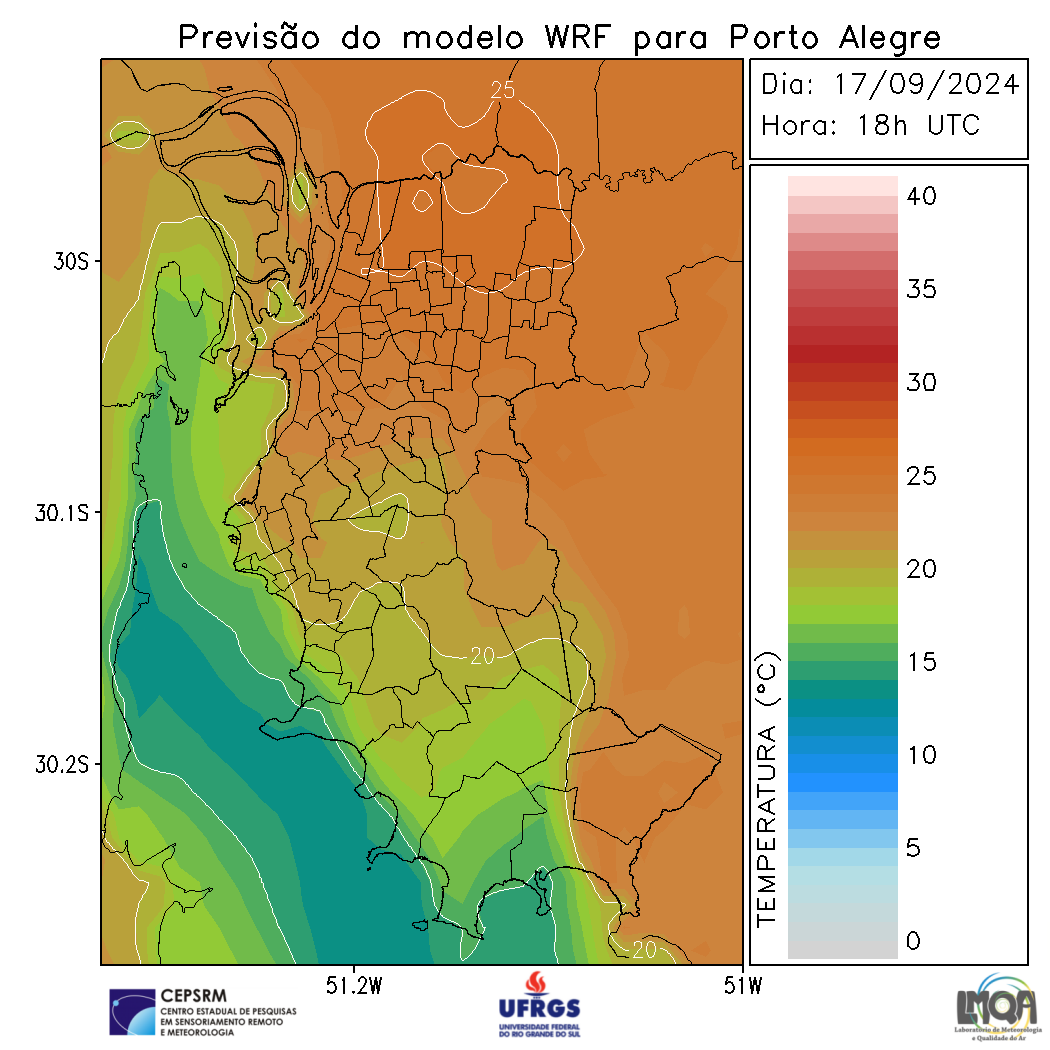 Previsão do modelo WRF para Porto Alegre
Dia: 17/09/2024
Hora: 18h UTC
25
20
20
30S
30.1S
30.2S
51.2W
51W
TEMPERATURA (°C)
40
35
30
25
20
15
10
5
0
CEPSRM
CENTRO ESTADUAL DE PESQUISAS
EM SENSORIAMENTO REMOTO
E METEOROLOGIA
UFRGS
UNIVERSIDADE FEDERAL
DO RIO GRANDE DO SUL
LMQA
Laboratório de Meteorologia
e Qualidade do Ar